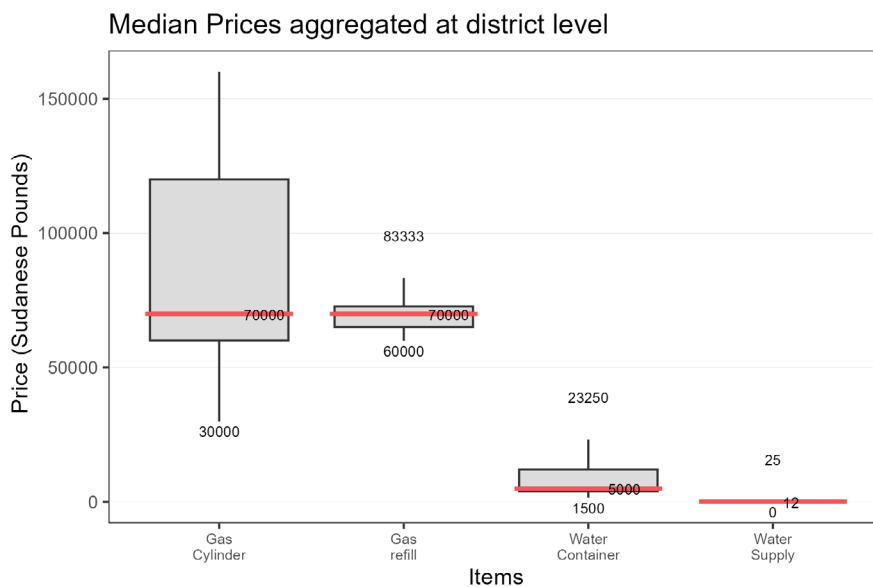 Median Prices aggregated at district level
Price (Sudanese Pounds)
150000
100000
50000
0
70000
30000
83333
70000
60000
23250
5000
1500
25
12
0
Gas
Cylinder
Gas
refill
Water
Container
Water
Supply
Items